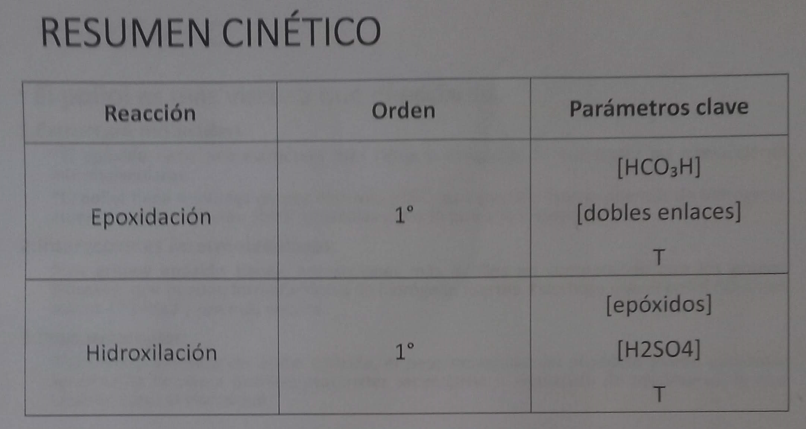 RESUMEN CINÉTICO
Reacción Orden Parámetros clave
Epoxidación 1° [HCO₃H]
[dobles enlaces]
T
Hidroxilación 1° [epóxidos]
[H2SO4]
T